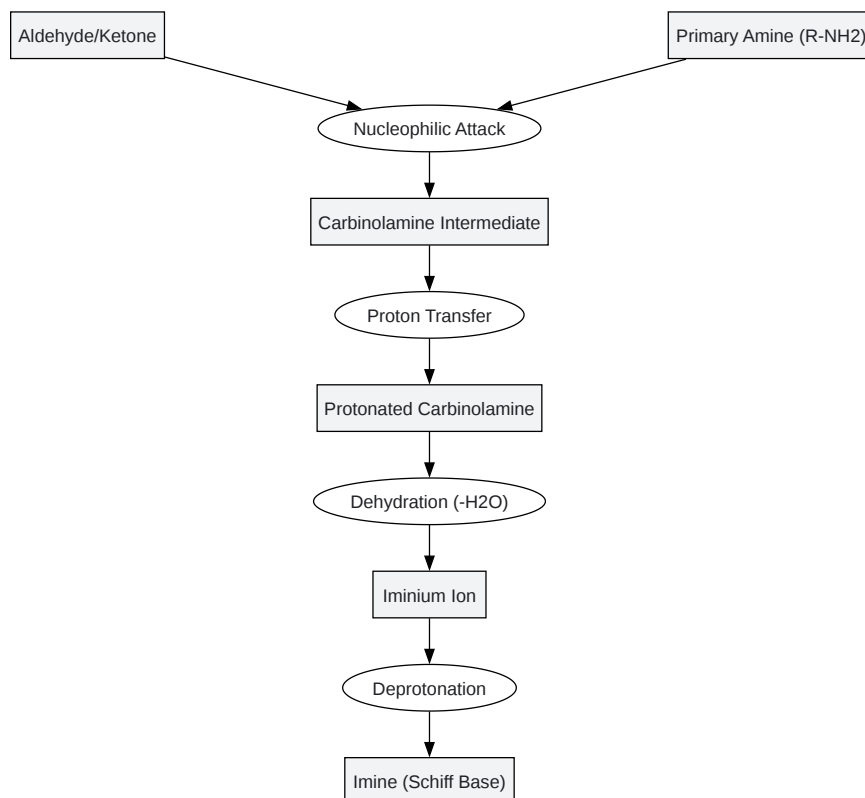 Aldehyde/Ketone
Primary Amine (R-NH2)
Nucleophilic Attack
Carbinolamine Intermediate
Proton Transfer
Protonated Carbinolamine
Dehydration (-H2O)
Iminium Ion
Deprotonation
Imine (Schiff Base)